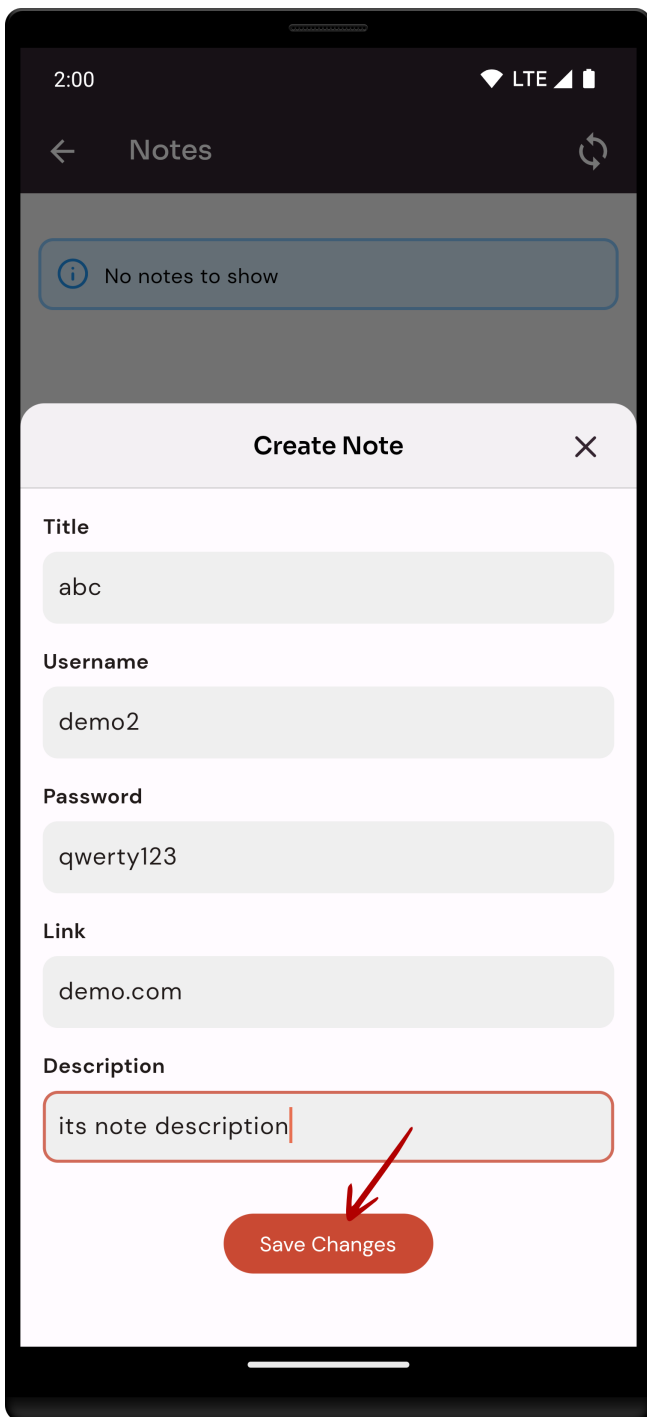 2:00 LTE
Notes
No notes to show
Create Note
Title
abc
Username
demo2
Password
qwerty123
Link
demo.com
Description
its note description
Save Changes